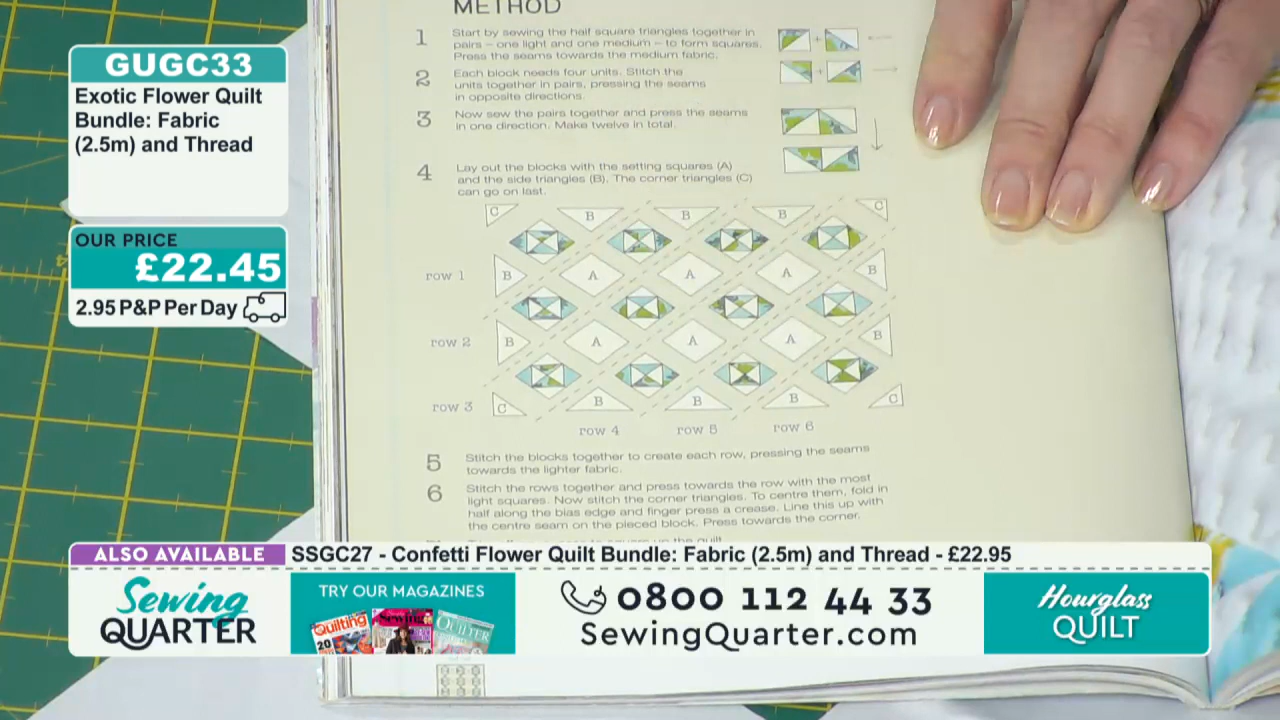 GUGC33
Exotic Flower Quilt
Bundle: Fabric
(2.5m) and Thread
OUR PRICE
£22.45
2.95 P&P Per Day
METHOD
1 Start by sewing the half square triangles together in
pairs – one light and one medium – to form squares.
Press the seams towards the medium fabric.
2 Each block needs four units. Stitch the
units together in pairs, pressing the seams
in opposite directions.
3 Now sew the pairs together and press the seams
in one direction. Make twelve in total.
4 Lay out the blocks with the setting squares (A)
and the side triangles (B). The corner triangles (C)
can go on last.
C B B B C
row 1 B A A A B
row 2 B A A A B
row 3 C B B B C
row 4 row 5 row 6
5 Stitch the blocks together to create each row, pressing the seams
towards the lighter fabric.
6 Stitch the rows together and press towards the row with the most
light squares. Now stitch the corner triangles. To centre them, fold in
half along the bias edge and finger press a crease. Line this up with
the centre seam on the pieced block. Press towards the corner.
ALSO AVAILABLE SSGC27 - Confetti Flower Quilt Bundle: Fabric (2.5m) and Thread - £22.95
Sewing
QUARTER
TRY OUR MAGAZINES
Quilting
20
Sewing
QUILTER
0800 112 44 33
SewingQuarter.com
Hourglass
QUILT